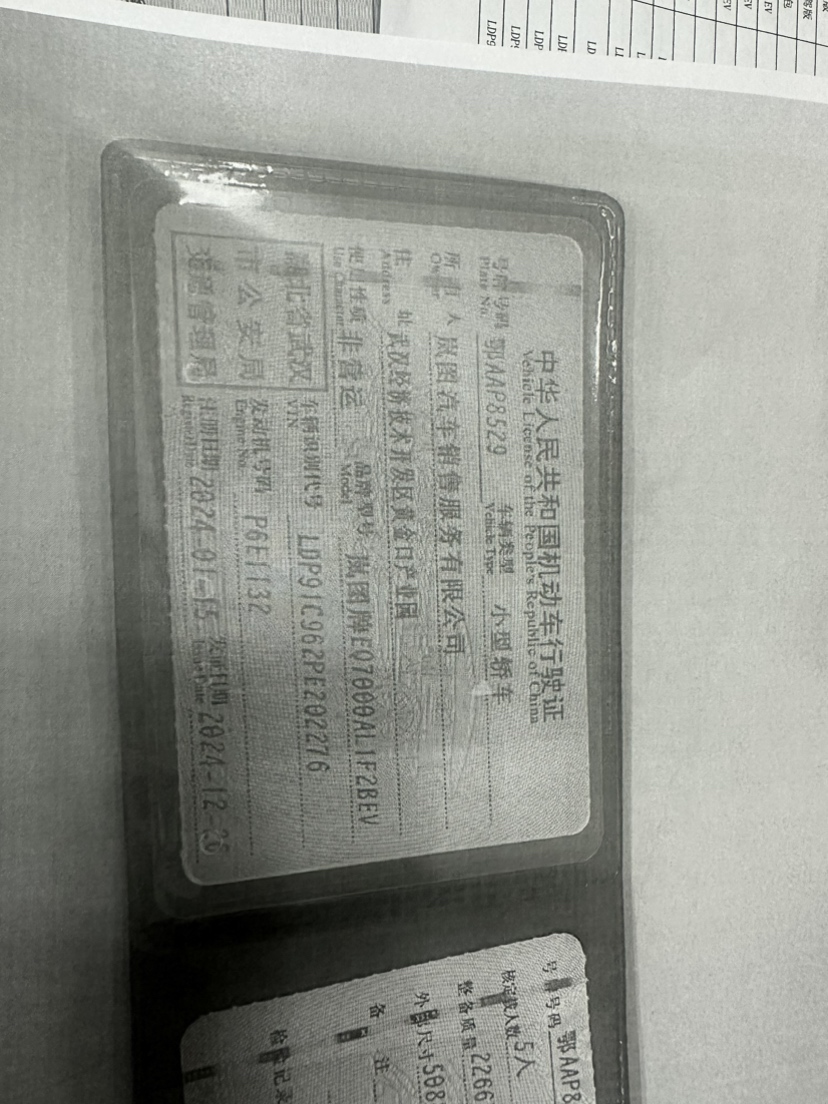 中华人民共和国机动车行驶证
Vehicle License of the People's Republic of China
号牌号码 鄂AAP8529 车辆类型 小型轿车
Plate No. Vehicle Type
所有人 岚图汽车销售服务有限公司
Owner
住址 武汉经济技术开发区黄金口产业园
Address
使用性质 非营运 品牌型号 岚图牌EQ7000AL1F2BEV
Use Character Model
湖北省武汉
市公安局
交通管理局
车辆识别代号 LDP91C962PE202276
VIN
发动机号码 P6E1132
Engine No.
注册日期 2024-01-15 发证日期 2024-12-26
Register Date Issue Date
号牌号码 鄂AAP8
核定载人数 5人
整备质量 2266
外廓尺寸 508
备注
检验记录